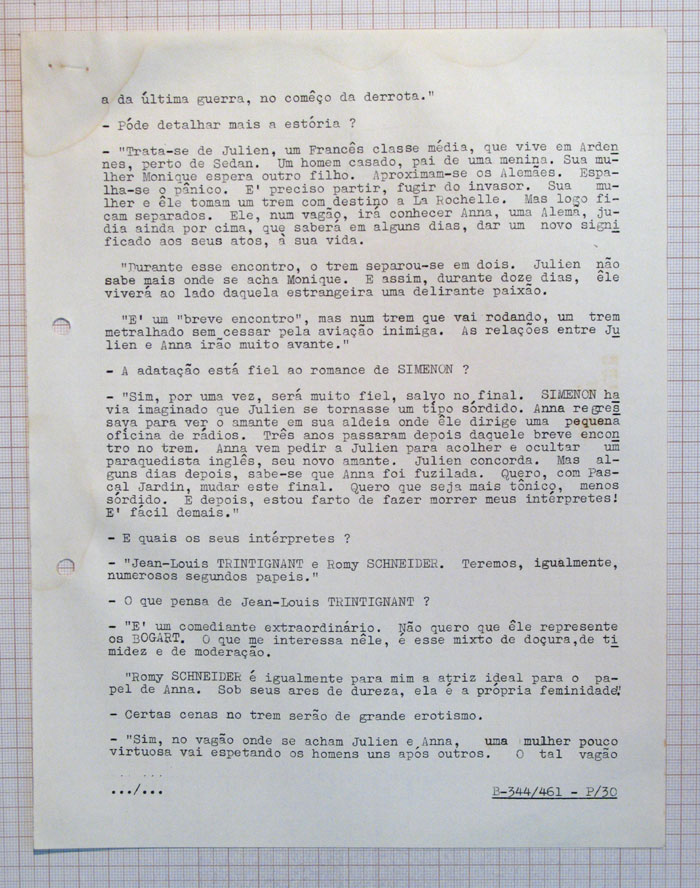 a da última guerra, no comêço da derrota."
- Póde detalhar mais a estória ?
- "Trata-se de Julien, um Francês classe média, que vive em Arden
nes, perto de Sedan. Um homem casado, pai de uma menina. Sua mu-
lher Monique espera outro filho. Aproximam-se os Alemães. Espa-
lha-se o pânico. E' preciso partir, fugir do invasor. Sua mu-
lher e êle tomam um trem com destino a La Rochelle. Mas logo fi-
cam separados. Ele, num vagão, irá conhecer Anna, uma Alemã, ju-
dia ainda por cima, que saberá em alguns dias, dar um novo signi
ficado aos seus atos, à sua vida.
"Durante esse encontro, o trem separou-se em dois. Julien não
sabe mais onde se acha Monique. E assim, durante doze dias, êle
viverá ao lado daquela estrangeira uma delirante paixão.
"E' um "breve encontro", mas num trem que vai rodando, um trem
metralhado sem cessar pela aviação inimiga. As relações entre Ju
lien e Anna irão muito avante."
- A adatação está fiel ao romance de SIMENON ?
- "Sim, por uma vez, será muito fiel, salvo no final. SIMENON ha
via imaginado que Julien se tornasse um tipo sórdido. Anna regres
sava para ver o amante em sua aldeia onde êle dirige uma pequena
oficina de rádios. Três anos passaram depois daquele breve encon
tro no trem. Anna vem pedir a Julien para acolher e ocultar um
paraquedista inglês, seu novo amante. Julien concorda. Mas al-
guns dias depois, sabe-se que Anna foi fuzilada. Quero, com Pas-
cal Jardin, mudar este final. Quero que seja mais tônico, menos
sórdido. E depois, estou farto de fazer morrer meus intérpretes!
E' fácil demais."
- E quais os seus intérpretes ?
- "Jean-Louis TRINTIGNANT e Romy SCHNEIDER. Teremos, igualmente,
numerosos segundos papeis."
- O que pensa de Jean-Louis TRINTIGNANT ?
- "E' um comediante extraordinário. Não quero que êle represente
os BOGART. O que me interessa nêle, é esse mixto de doçura,de ti
midez e de moderação.
"Romy SCHNEIDER é igualmente para mim a atriz ideal para o pa-
pel de Anna. Sob seus ares de dureza, ela é a própria feminidade"
- Certas cenas no trem serão de grande erotismo.
- "Sim, no vagão onde se acham Julien e Anna, uma mulher pouco
virtuosa vai espetando os homens uns após outros. O tal vagão
.../...
B-344/461 - P/30